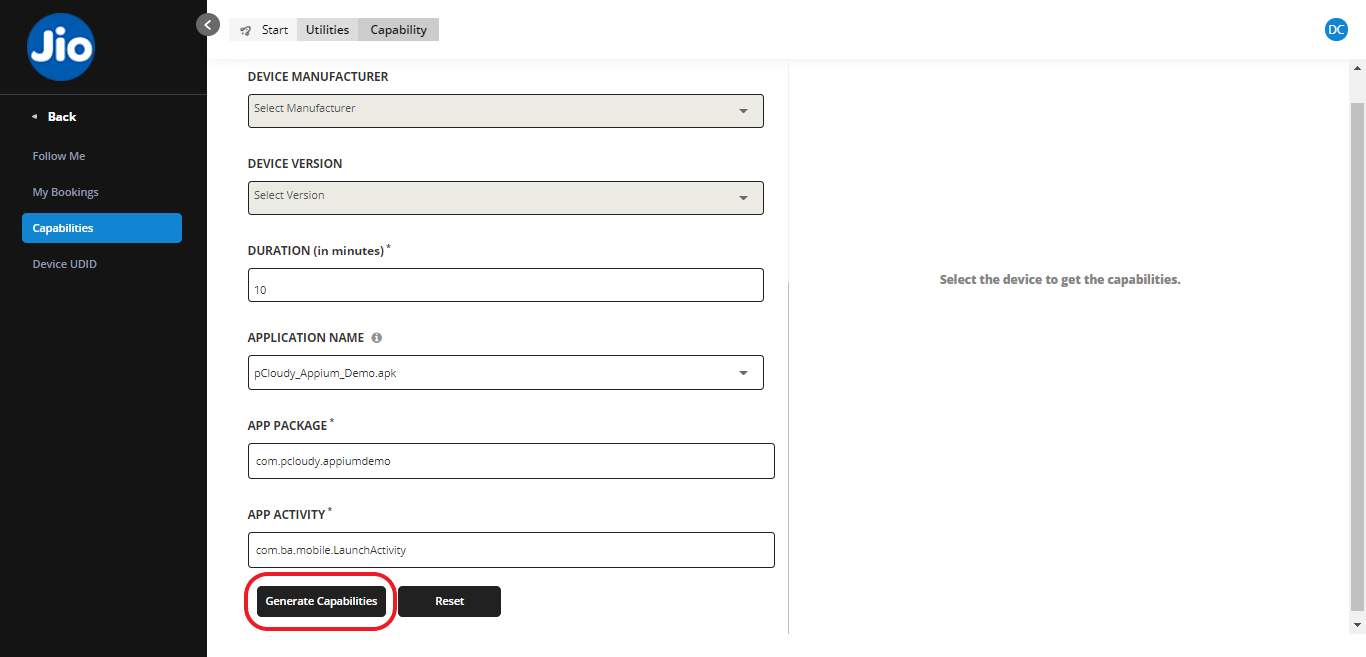 Jio
Start Utilities Capability
DC
Back
Follow Me
My Bookings
Capabilities
Device UDID
DEVICE MANUFACTURER
Select Manufacturer
DEVICE VERSION
Select Version
DURATION (in minutes) *
10
APPLICATION NAME
pCloudy_Appium_Demo.apk
APP PACKAGE *
com.pcloudy.appiumdemo
APP ACTIVITY *
com.ba.mobile.LaunchActivity
Generate Capabilities Reset
Select the device to get the capabilities.